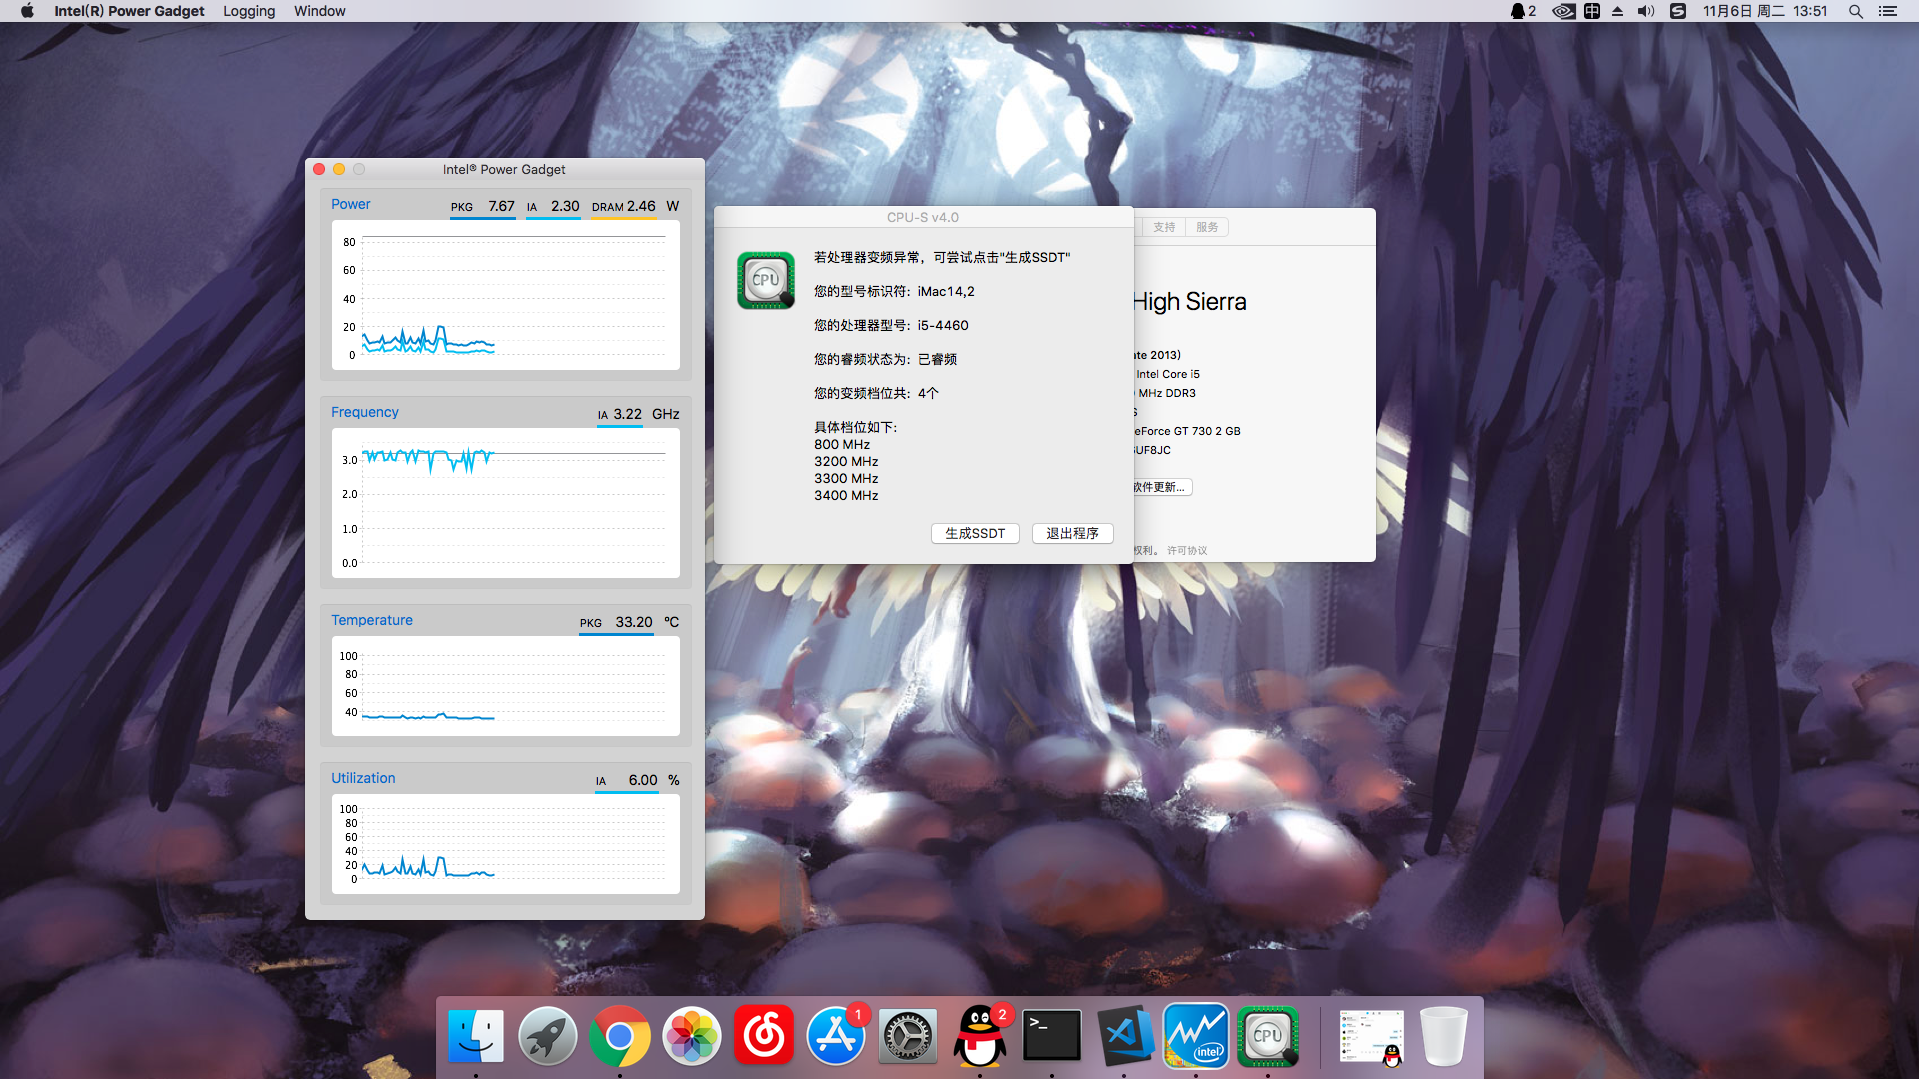 Intel(R) Power Gadget Logging Window
2 中 11月6日 周二 13:51
Intel® Power Gadget
Power PKG 7.67 IA 2.30 DRAM 2.46 W
80
60
40
20
0
Frequency IA 3.22 GHz
3.0
2.0
1.0
0.0
Temperature PKG 33.20 ℃
100
80
60
40
Utilization IA 6.00 %
100
80
60
40
20
0
CPU-S v4.0
CPU
若处理器变频异常，可尝试点击"生成SSDT"
您的型号标识符: iMac14,2
您的处理器型号: i5-4460
您的睿频状态为: 已睿频
您的变频档位共: 4个
具体档位如下:
800 MHz
3200 MHz
3300 MHz
3400 MHz
生成SSDT 退出程序
支持 服务
High Sierra
ate 2013)
Intel Core i5
MHz DDR3
S
eForce GT 730 2 GB
UF8JC
软件更新...
权利。 许可协议
1
2
>_
intel
CPU